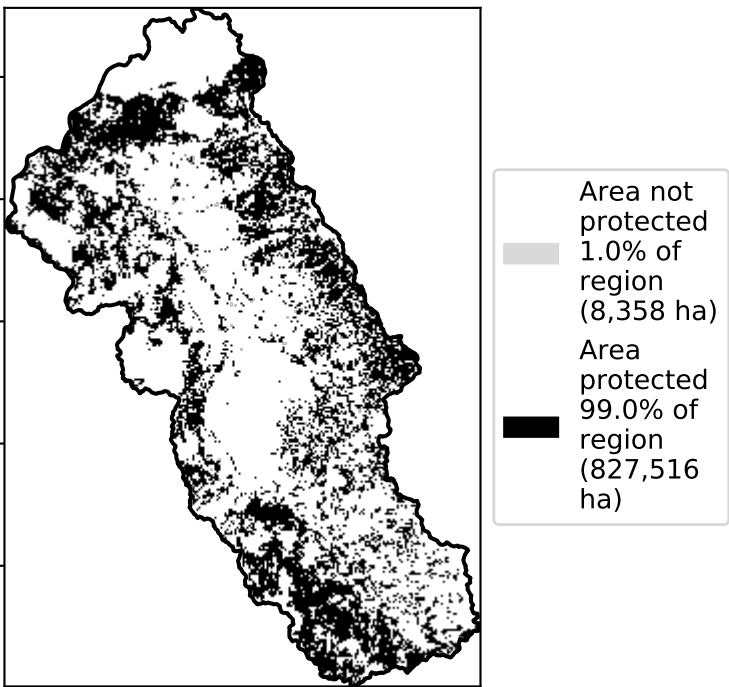 Area not
protected
1.0% of
region
(8,358 ha)
Area
protected
99.0% of
region
(827,516
ha)